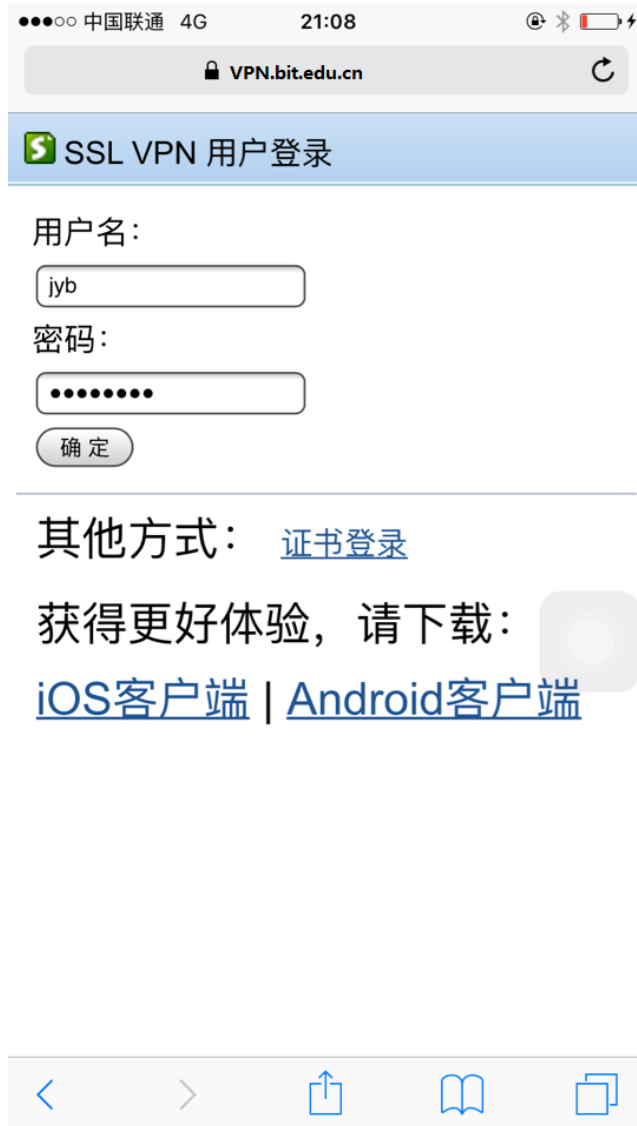 中国联通 4G 21:08
VPN.bit.edu.cn
SSL VPN 用户登录
用户名：
jyb
密码：
••••••••
确 定
其他方式： 证书登录
获得更好体验，请下载：
iOS客户端 | Android客户端